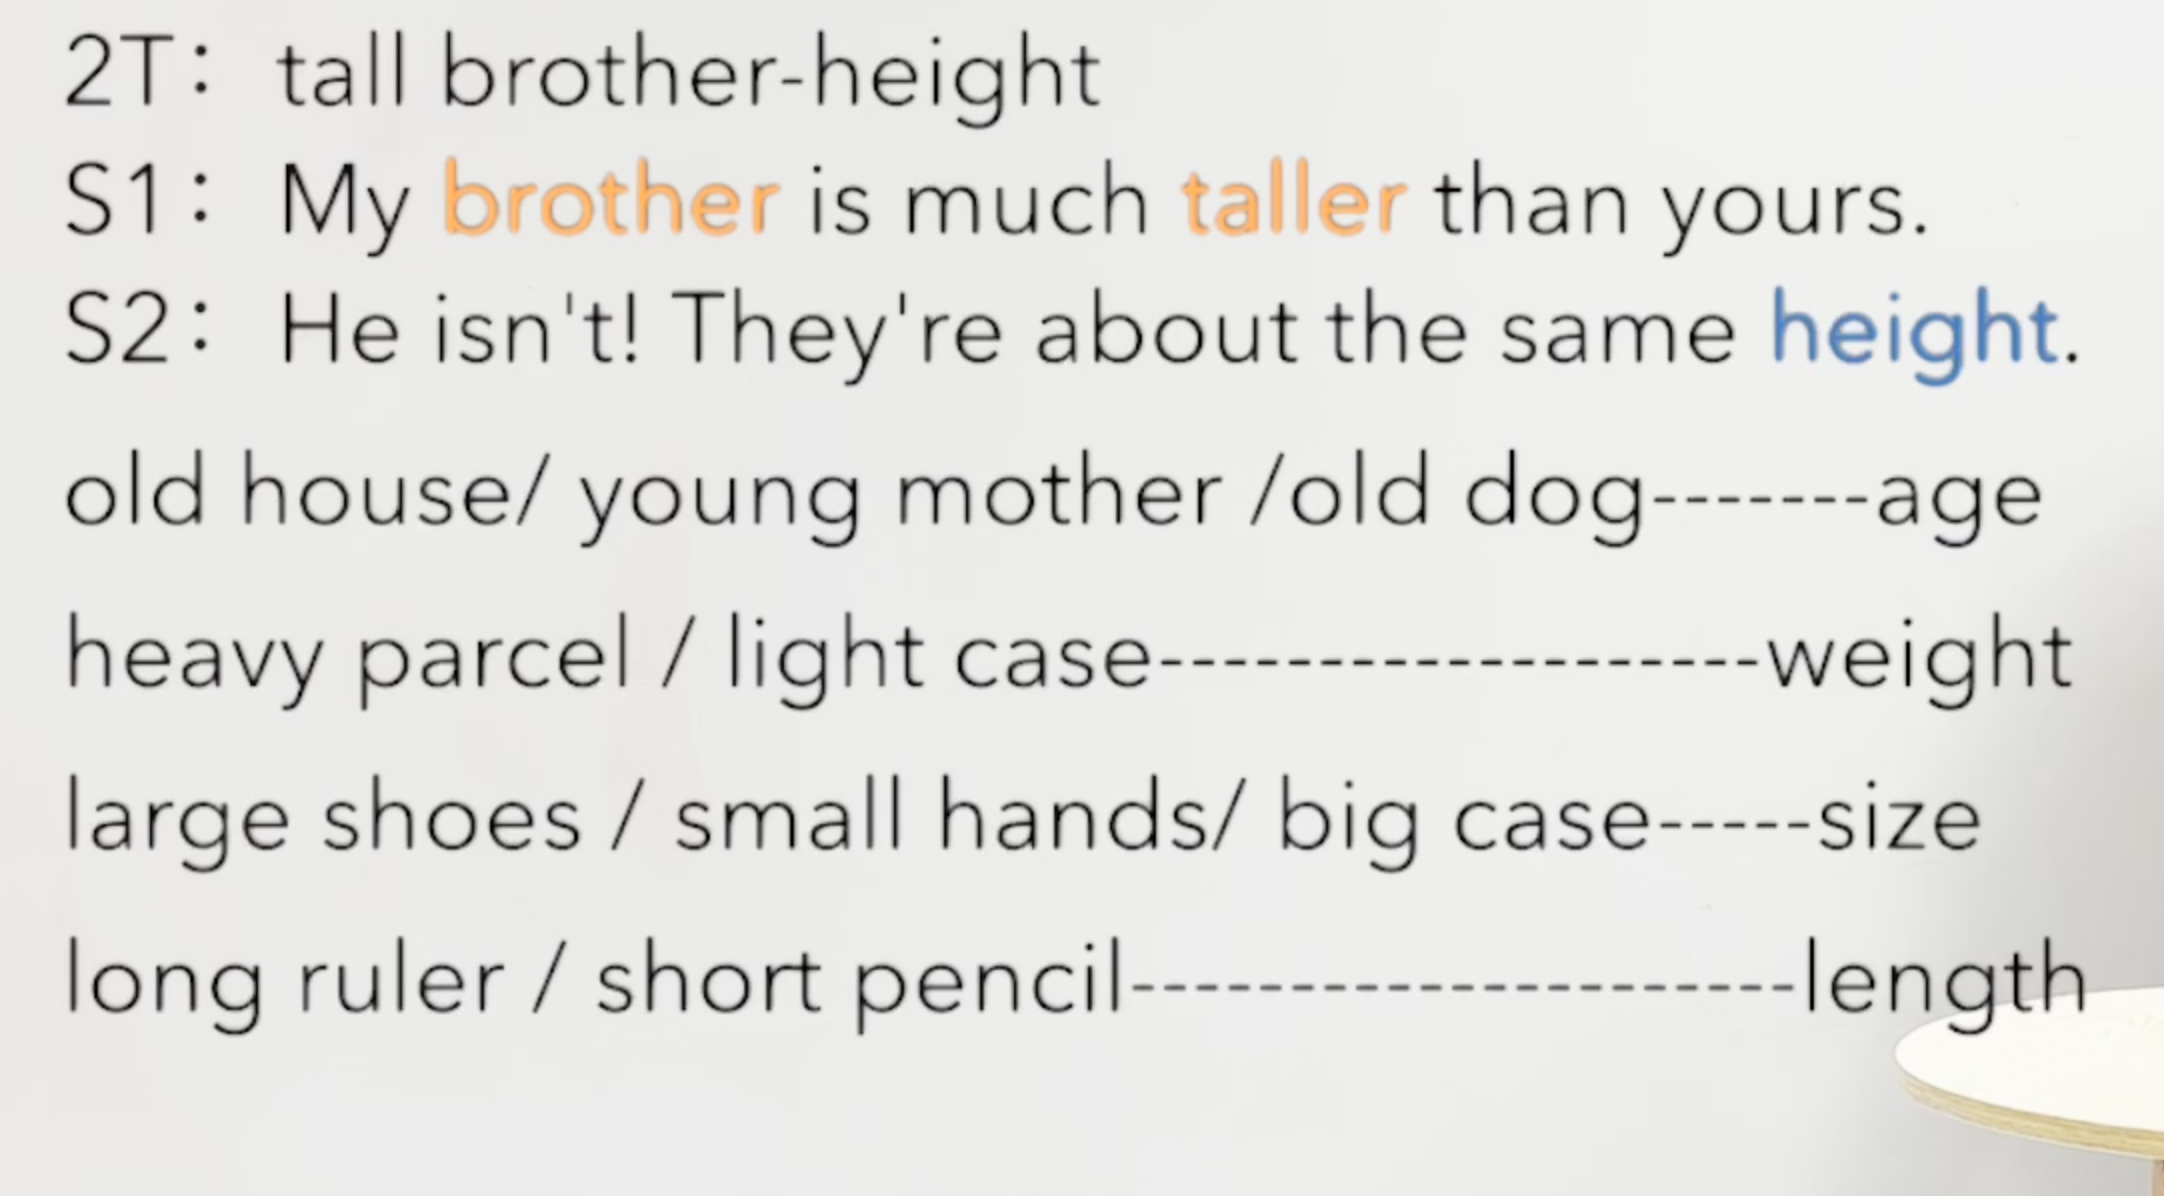 2T： tall brother-height
S1： My brother is much taller than yours.
S2： He isn't! They're about the same height.
old house/ young mother /old dog-------age
heavy parcel / light case-------------------weight
large shoes / small hands/ big case-----size
long ruler / short pencil---------------------length